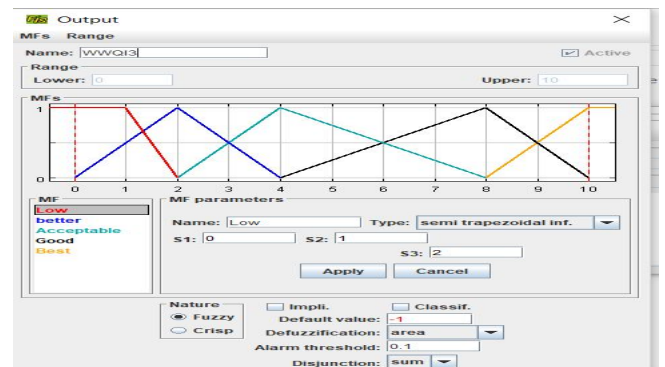 Fis Output
MFs Range
Name: WWQI3 Active
Range
Lower: 0 Upper: 10
MFs
1
0
0 1 2 3 4 5 6 7 8 9 10
MF
Low
better
Acceptable
Good
Best
MF parameters
Name: Low Type: semi trapezoidal inf.
S1: 0 S2: 1
S3: 2
Apply Cancel
Nature
Fuzzy
Crisp
Impli. Classif.
Default value: -1
Defuzzification: area
Alarm threshold: 0.1
Disjunction: sum